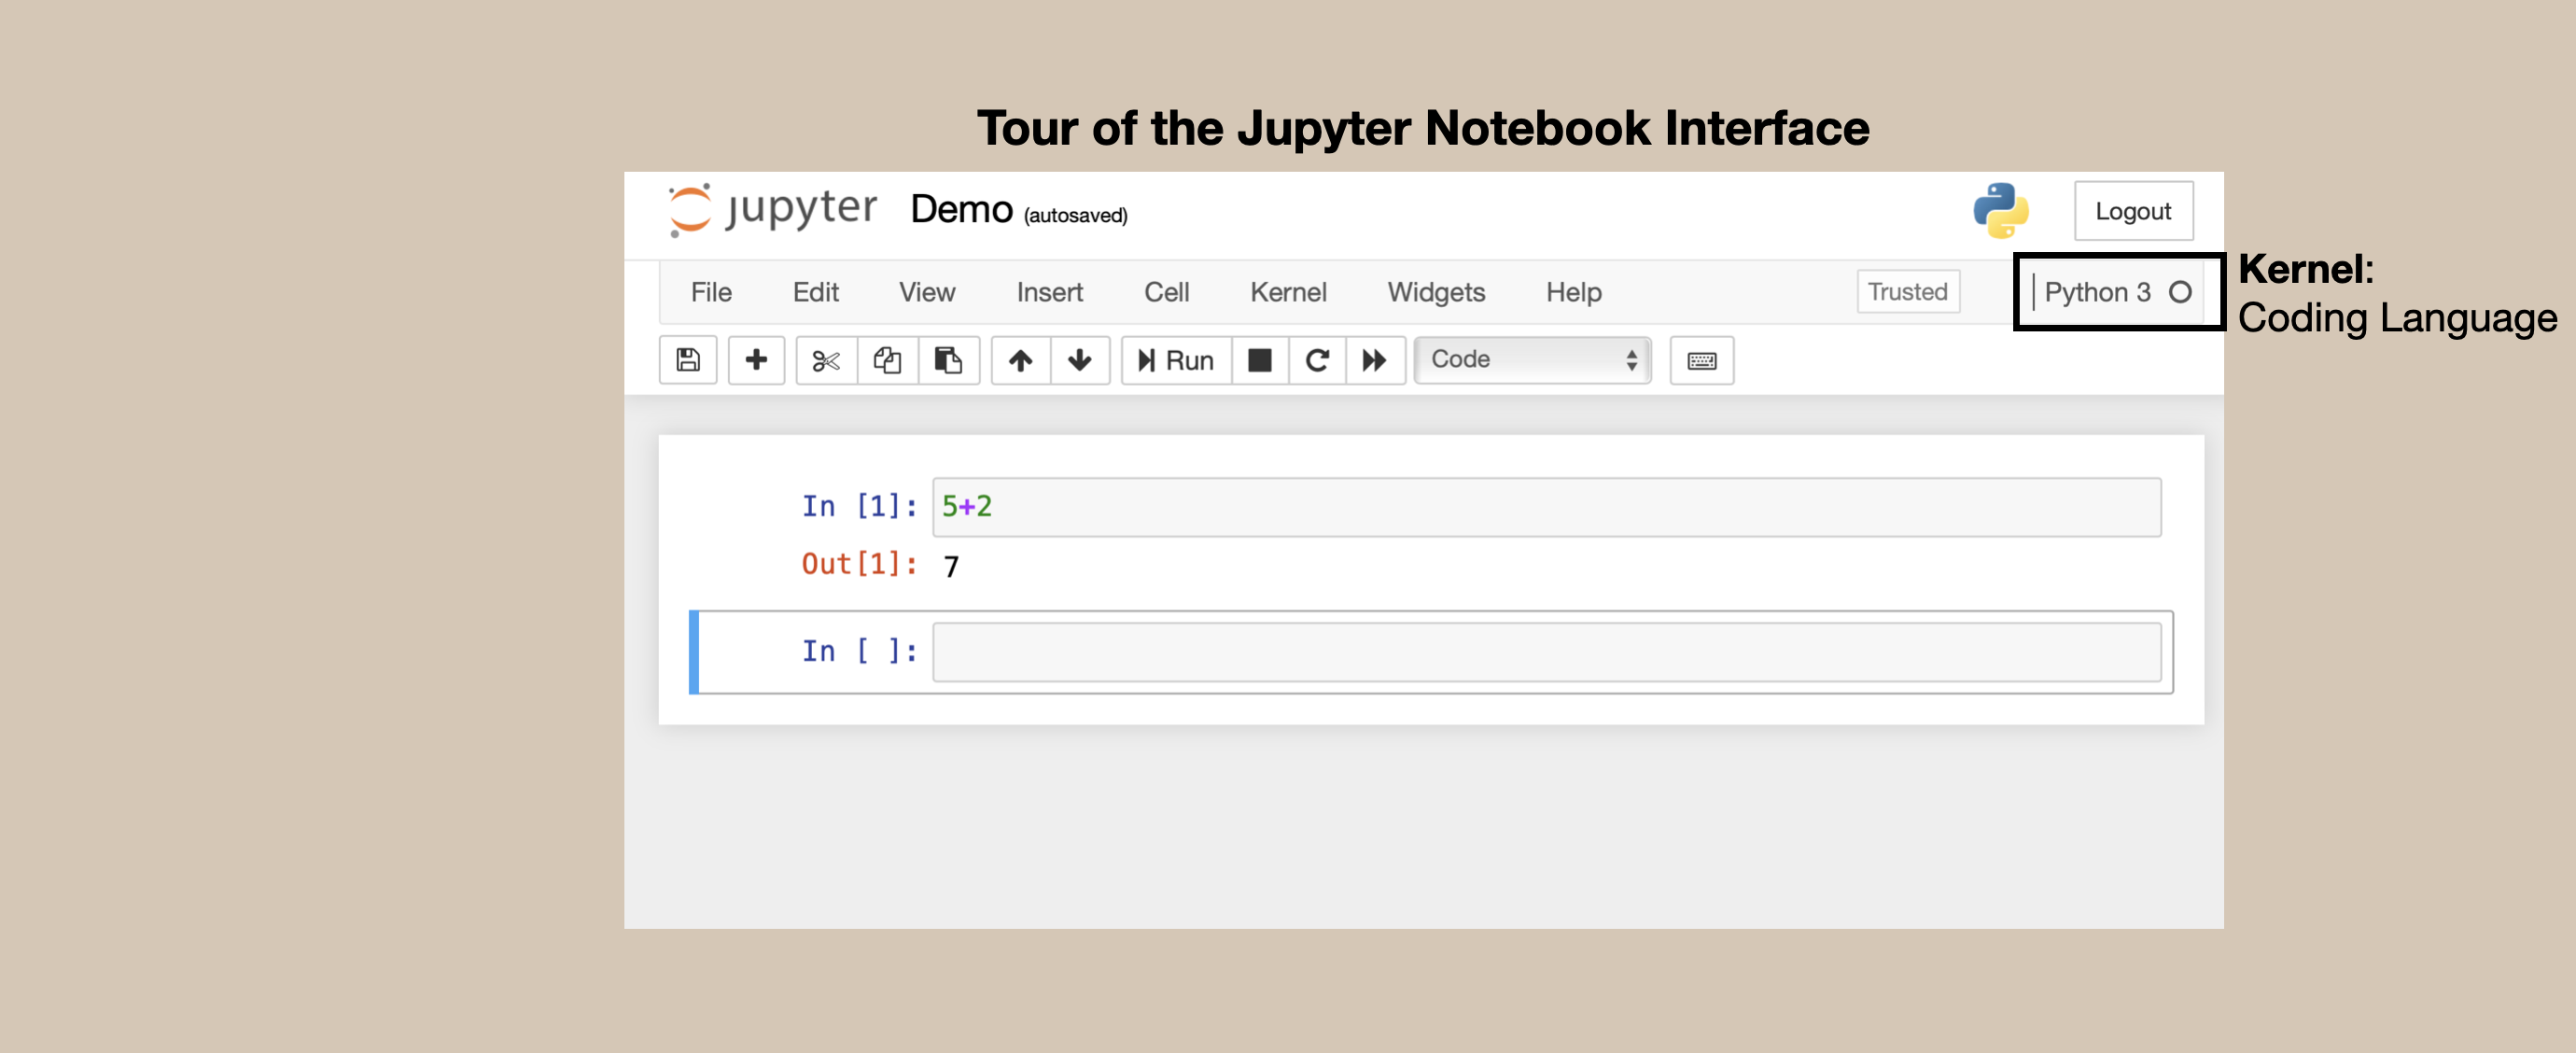 Tour of the Jupyter Notebook Interface
jupyter Demo (autosaved)
Logout
File Edit View Insert Cell Kernel Widgets Help Trusted | Python 3
Kernel:
Coding Language
Run Code
In [1]: 5+2
Out[1]: 7
In [ ]: